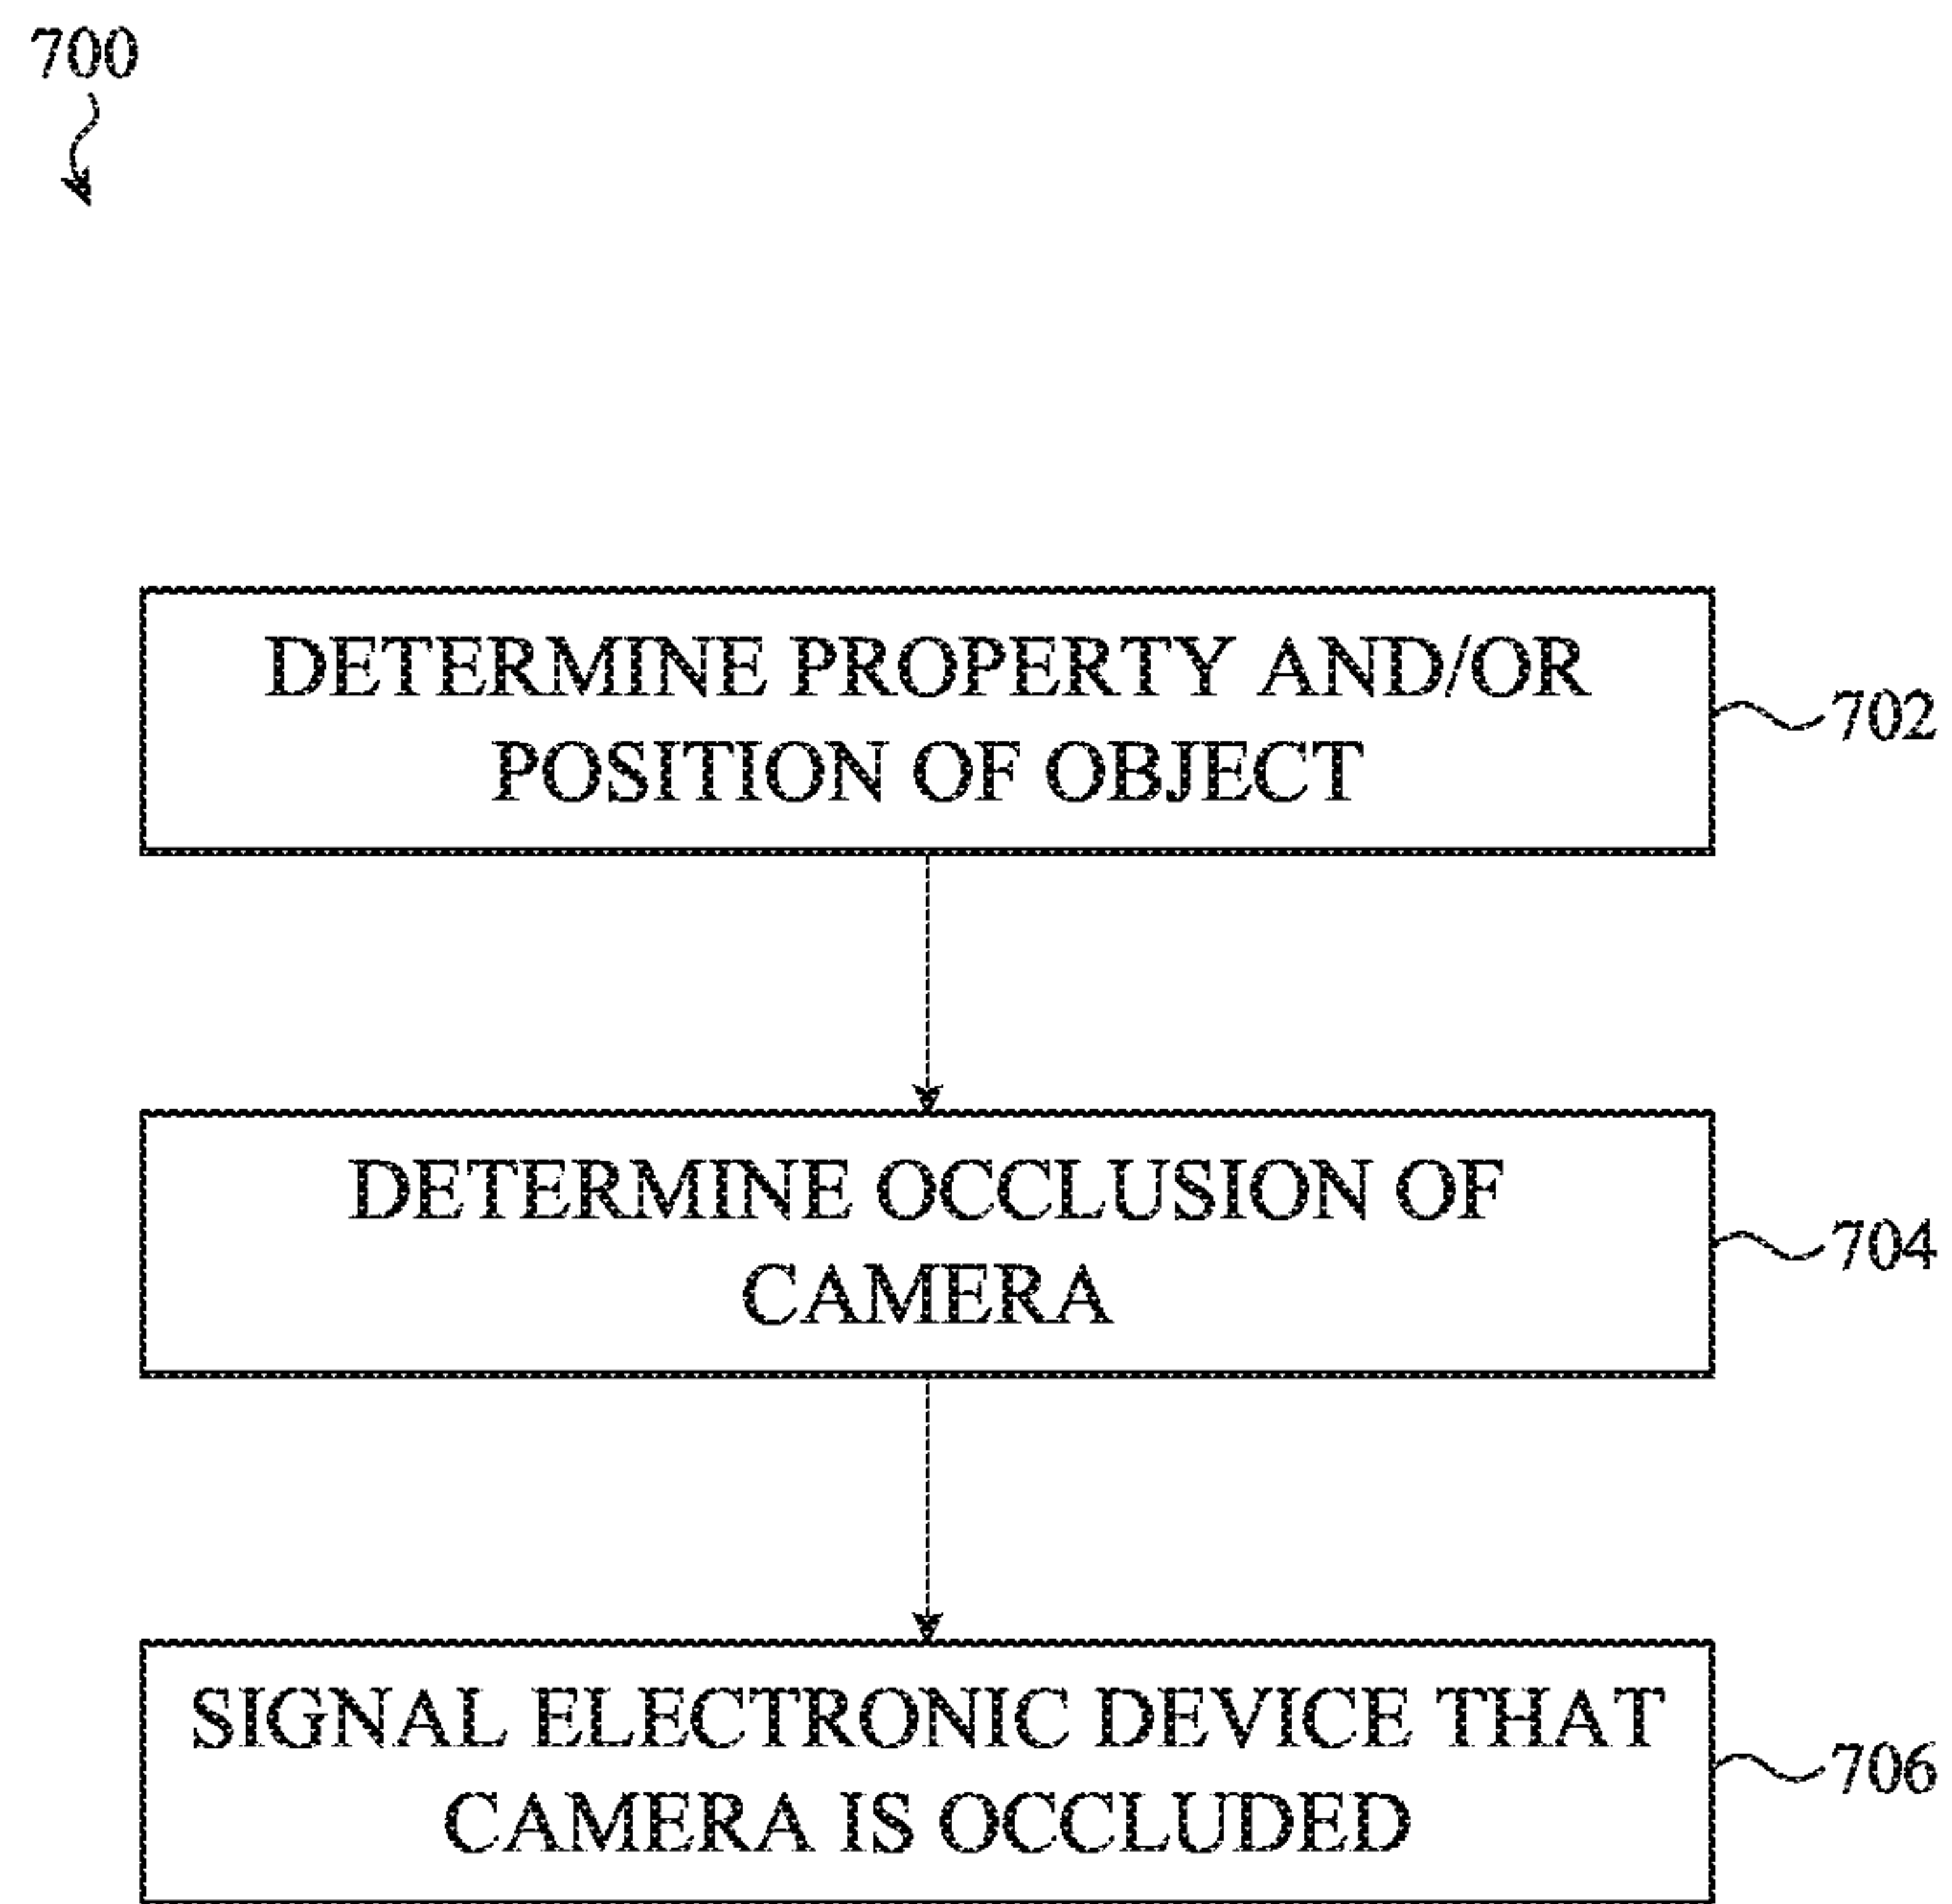 700
DETERMINE PROPERTY AND/OR
POSITION OF OBJECT
702
DETERMINE OCCLUSION OF
CAMERA
704
SIGNAL ELECTRONIC DEVICE THAT
CAMERA IS OCCLUDED
706